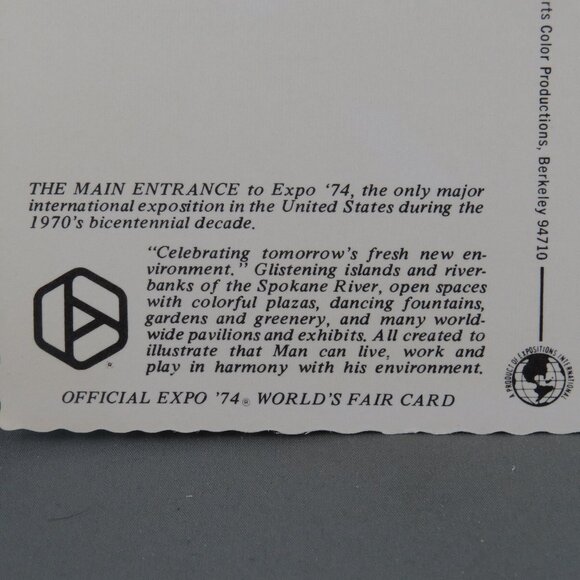 THE MAIN ENTRANCE to Expo '74, the only major
international exposition in the United States during the
1970's bicentennial decade.
"Celebrating tomorrow's fresh new en-
vironment." Glistening islands and river-
banks of the Spokane River, open spaces
with colorful plazas, dancing fountains,
gardens and greenery, and many world-
wide pavilions and exhibits. All created to
illustrate that Man can live, work and
play in harmony with his environment.
®
OFFICIAL EXPO '74® WORLD'S FAIR CARD
rts Color Productions, Berkeley 94710
A PRODUCT OF EXPOSITIONS INTERNATIONAL